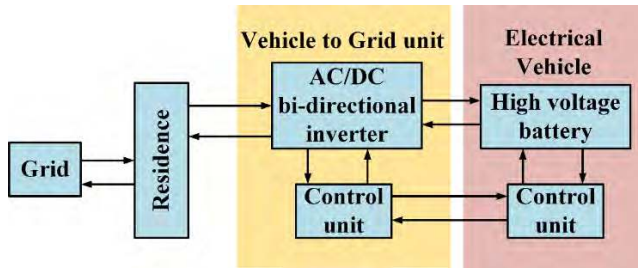 Vehicle to Grid unit
Electrical
Vehicle
AC/DC
bi-directional
inverter
High voltage
battery
Residence
Grid
Control
unit
Control
unit